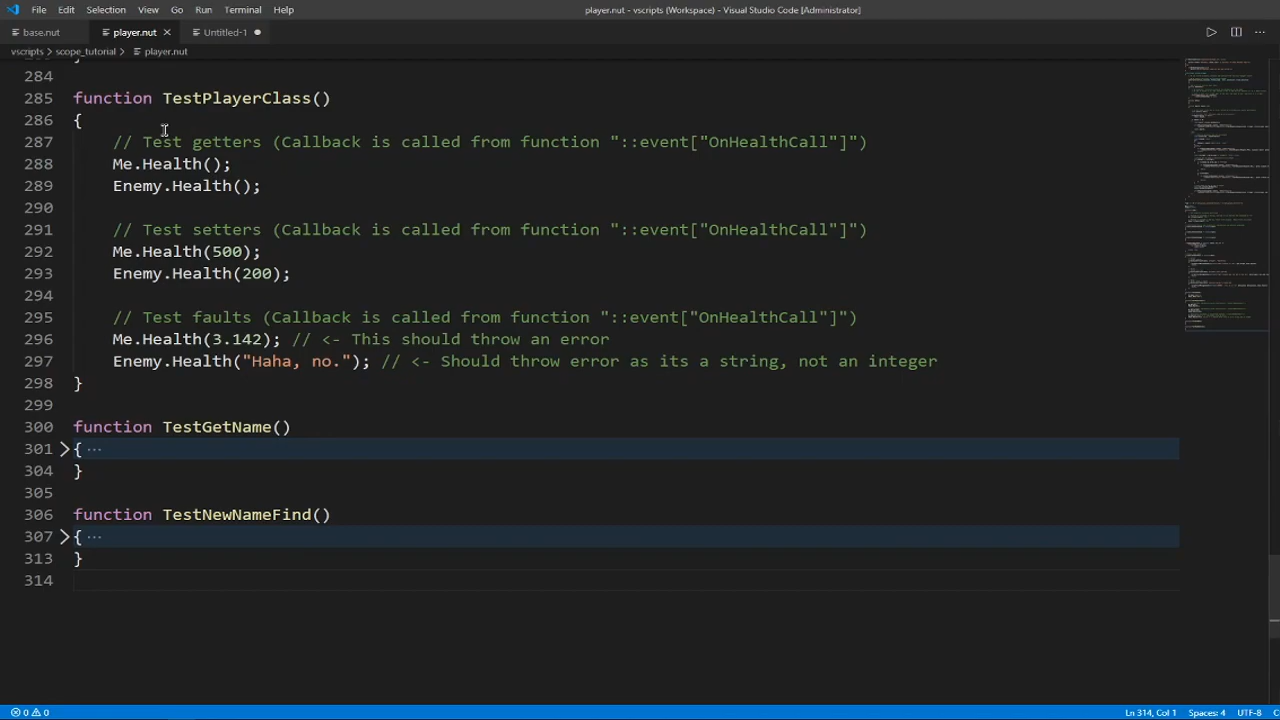 File Edit Selection View Go Run Terminal Help player.nut - vscripts (Workspace) - Visual Studio Code [Administrator]
base.nut player.nut × Untitled-1 ●
vscripts > scope_tutorial > player.nut
284
285 function TestPlayerClass()
286 {
287 // Test getters (Callback is called from function "::event["OnHealthCall"]")
288 Me.Health();
289 Enemy.Health();
290
291 // Test setters (Callback is called from function "::event["OnHealthCall"]")
292 Me.Health(500);
293 Enemy.Health(200);
294
295 // Test faults (Callback is called from function "::event["OnHealthCall"]")
296 Me.Health(3.142); // <- This should throw an error
297 Enemy.Health("Haha, no."); // <- Should throw error as its a string, not an integer
298 }
299
300 function TestGetName()
301 { ...
304 }
305
306 function TestNewNameFind()
307 { ...
313 }
314
0 0 Ln 314, Col 1 Spaces: 4 UTF-8